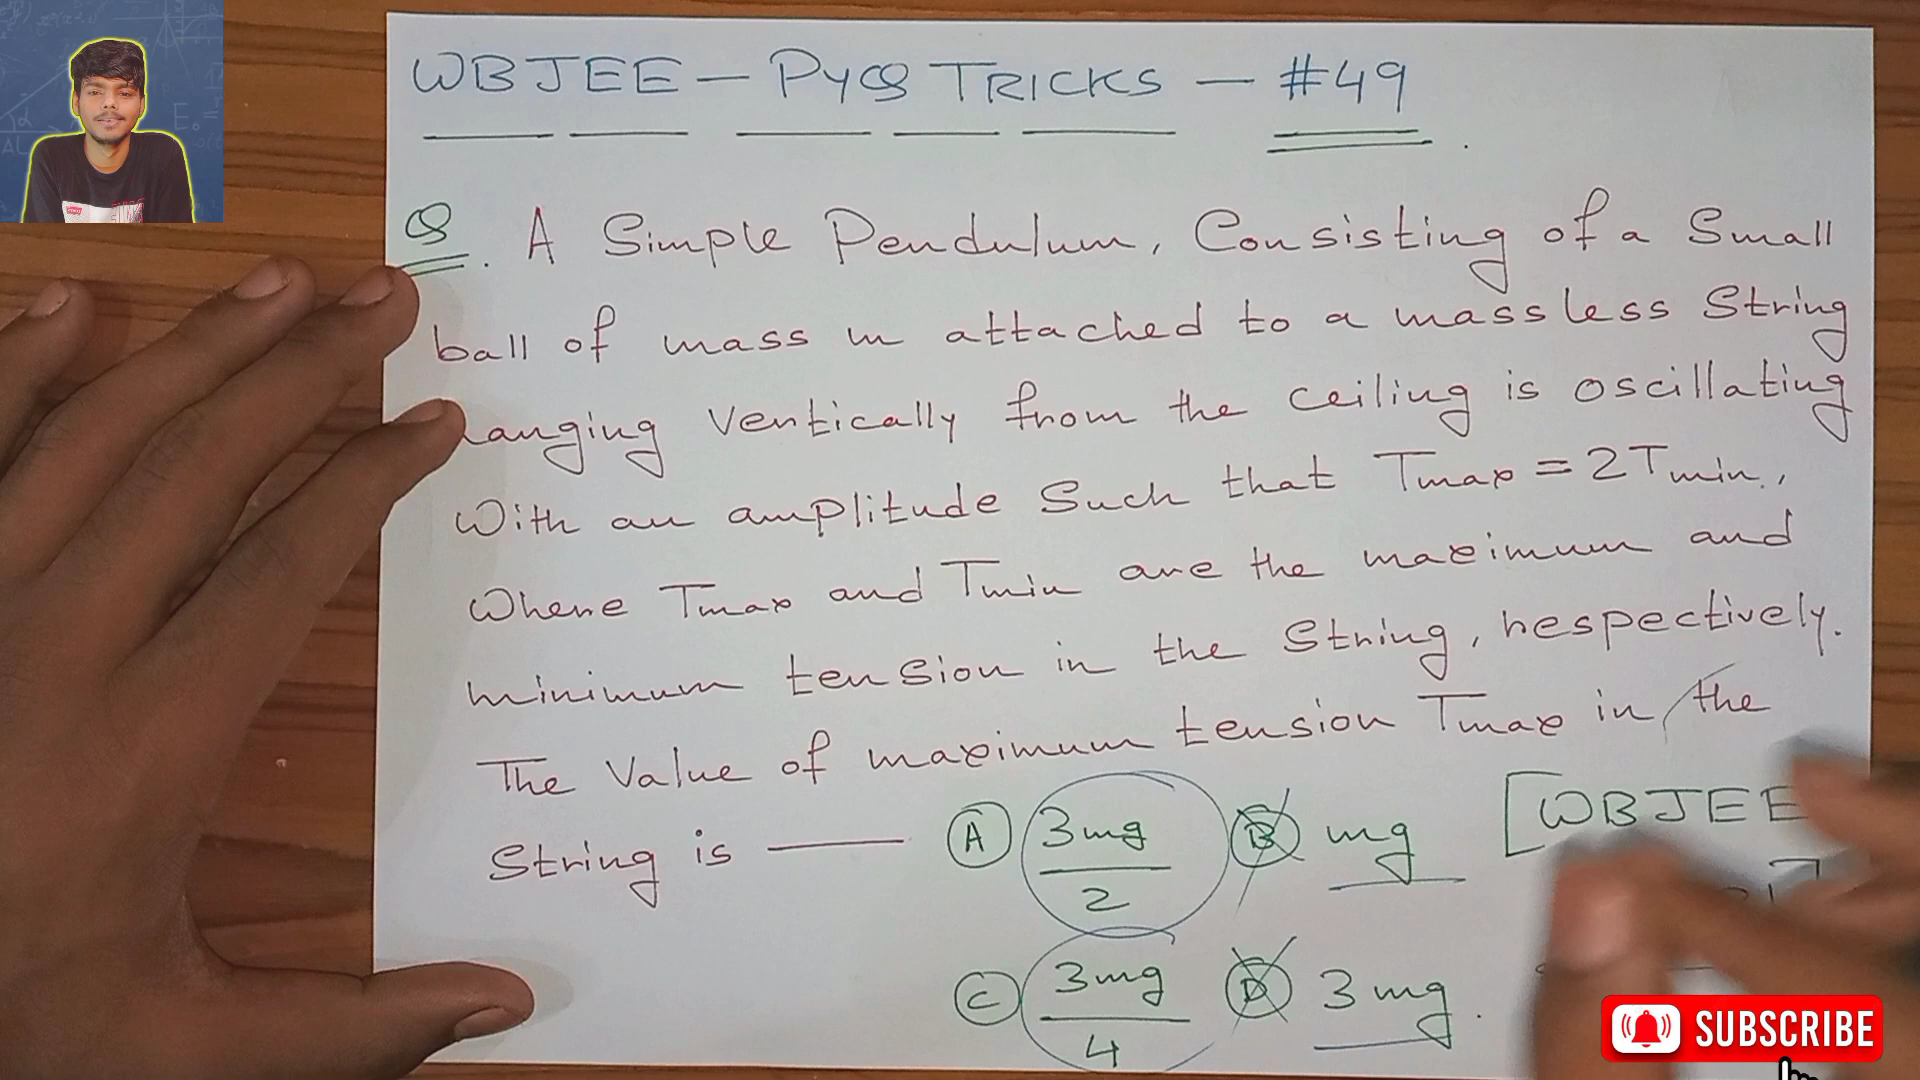 WBJEE - PYQ TRICKS - #49
Q. A Simple Pendulum, Consisting of a Small
ball of mass m attached to a massless String
hanging Vertically from the ceiling is oscillating
With an amplitude Such that Tmax = 2Tmin.,
Where Tmax and Tmin are the maximum and
minimum tension in the String, respectively.
The Value of maximum tension Tmax in the
String is —— (A) 3mg/2 (B) mg [WBJEE
(C) 3mg/4 (D) 3mg.
SUBSCRIBE